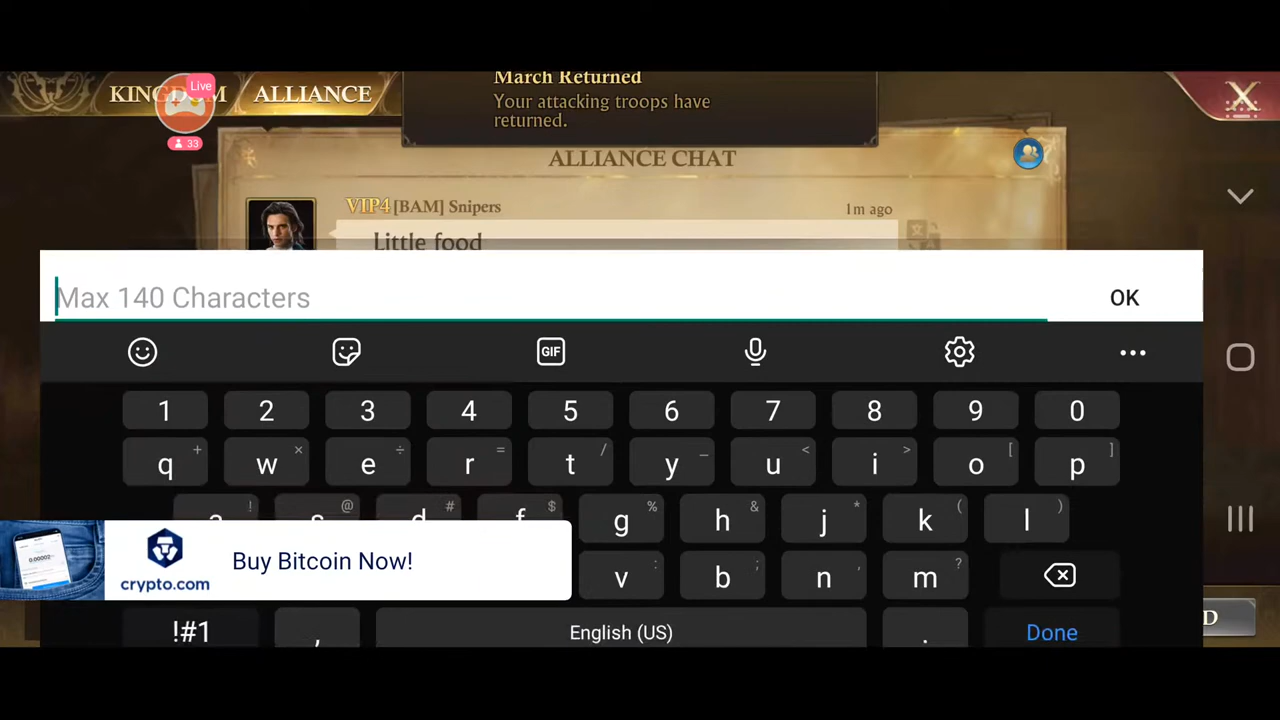 March Returned
KINGDOM
Live
ALLIANCE
Your attacking troops have
returned.
33
ALLIANCE CHAT
VIP4 [BAM] Snipers
1m ago
Little food
Max 140 Characters
OK
GIF
1 2 3 4 5 6 7 8 9 0
q + w × e ÷ r = t / y _ u < i > o [ p ]
a ! s @ d # f $ g % h & j * k ( l )
v : b ; n , m ?
Buy Bitcoin Now!
crypto.com
!#1 , English (US) . Done
D